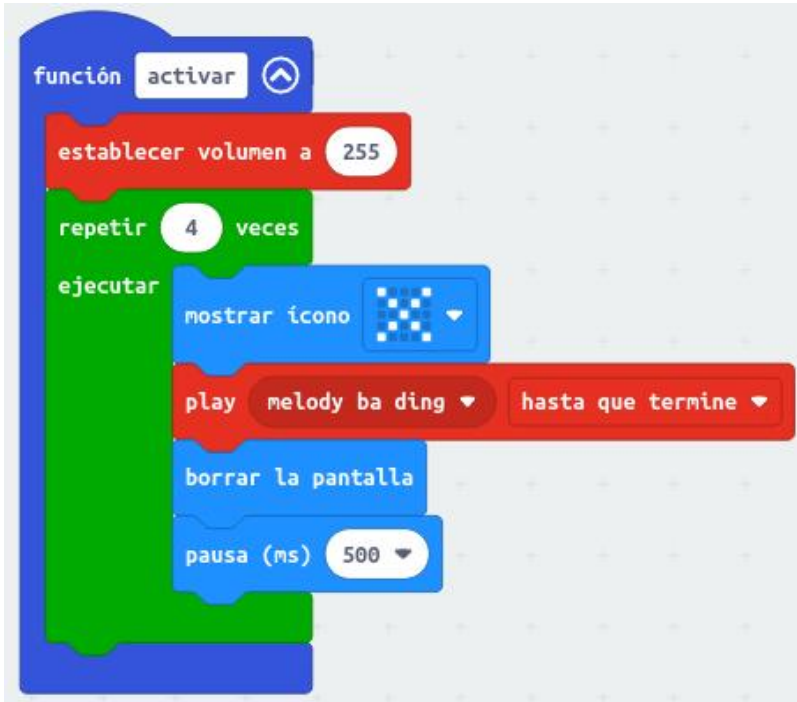 función activar
establecer volumen a 255
repetir 4 veces
ejecutar
mostrar ícono
play melody ba ding hasta que termine
borrar la pantalla
pausa (ms) 500